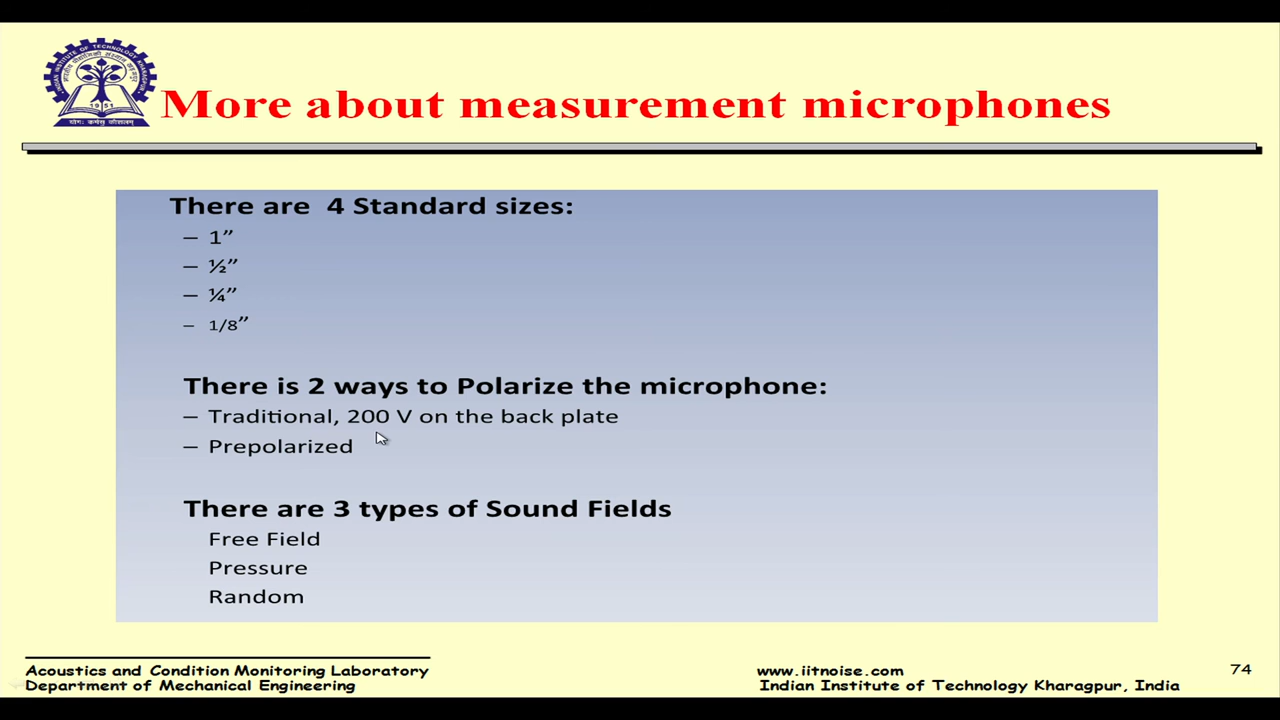 More about measurement microphones
There are  4 Standard sizes:
– 1”
– ½”
– ¼”
– 1/8”
There is 2 ways to Polarize the microphone:
– Traditional, 200 V on the back plate
– Prepolarized
There are 3 types of Sound Fields
Free Field
Pressure
Random
Acoustics and Condition Monitoring Laboratory
Department of Mechanical Engineering
www.iitnoise.com
Indian Institute of Technology Kharagpur, India
74